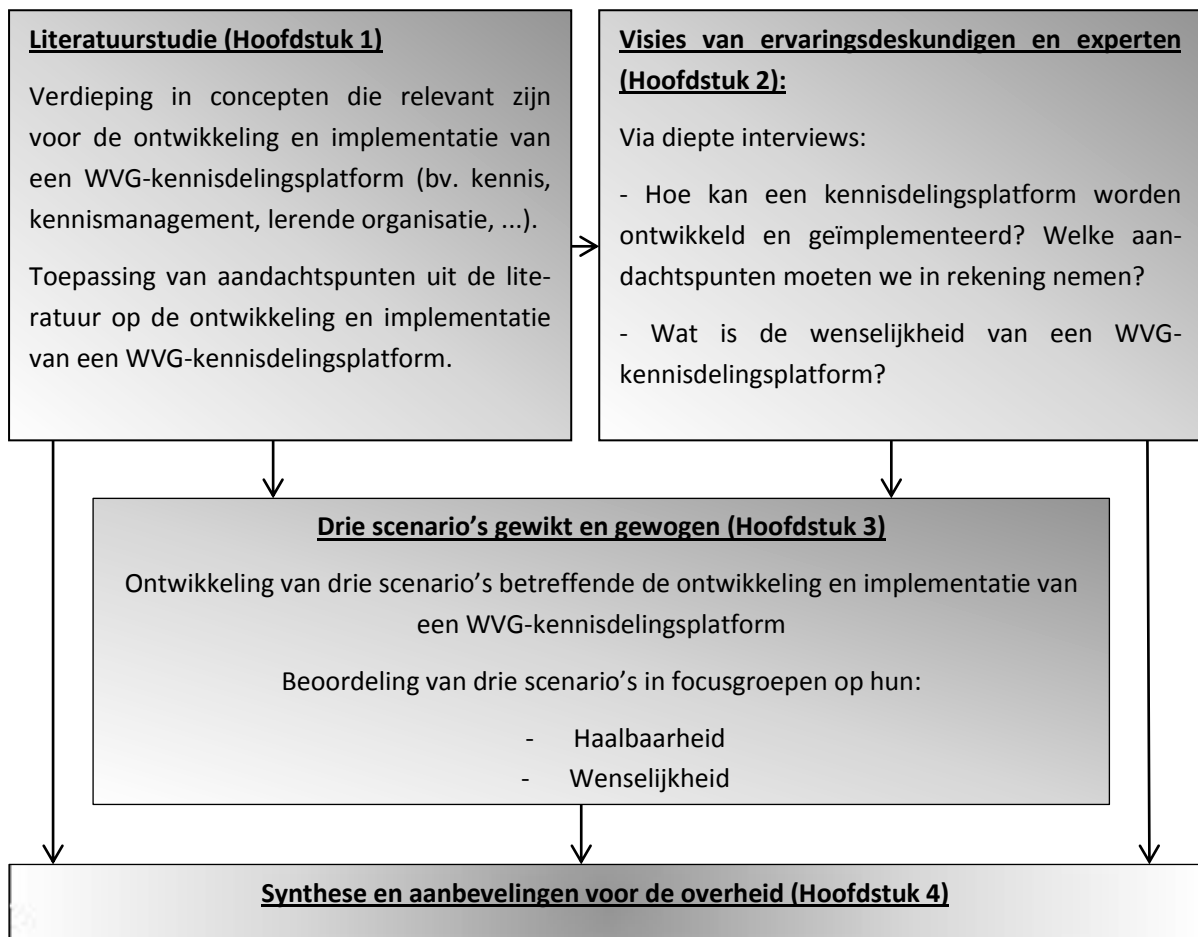 Literatuurstudie (Hoofdstuk 1)
Verdieping in concepten die relevant zijn
voor de ontwikkeling en implementatie van
een WVG-kennisdelingsplatform (bv. kennis,
kennismanagement, lerende organisatie, ...).
Toepassing van aandachtspunten uit de lite-
ratuur op de ontwikkeling en implementatie
van een WVG-kennisdelingsplatform.
Visies van ervaringsdeskundigen en experten
(Hoofdstuk 2):
Via diepte interviews:
- Hoe kan een kennisdelingsplatform worden
ontwikkeld en geïmplementeerd? Welke aan-
dachtspunten moeten we in rekening nemen?
- Wat is de wenselijkheid van een WVG-
kennisdelingsplatform?
Drie scenario’s gewikt en gewogen (Hoofdstuk 3)
Ontwikkeling van drie scenario’s betreffende de ontwikkeling en implementatie van
een WVG-kennisdelingsplatform
Beoordeling van drie scenario’s in focusgroepen op hun:
- Haalbaarheid
- Wenselijkheid
Synthese en aanbevelingen voor de overheid (Hoofdstuk 4)